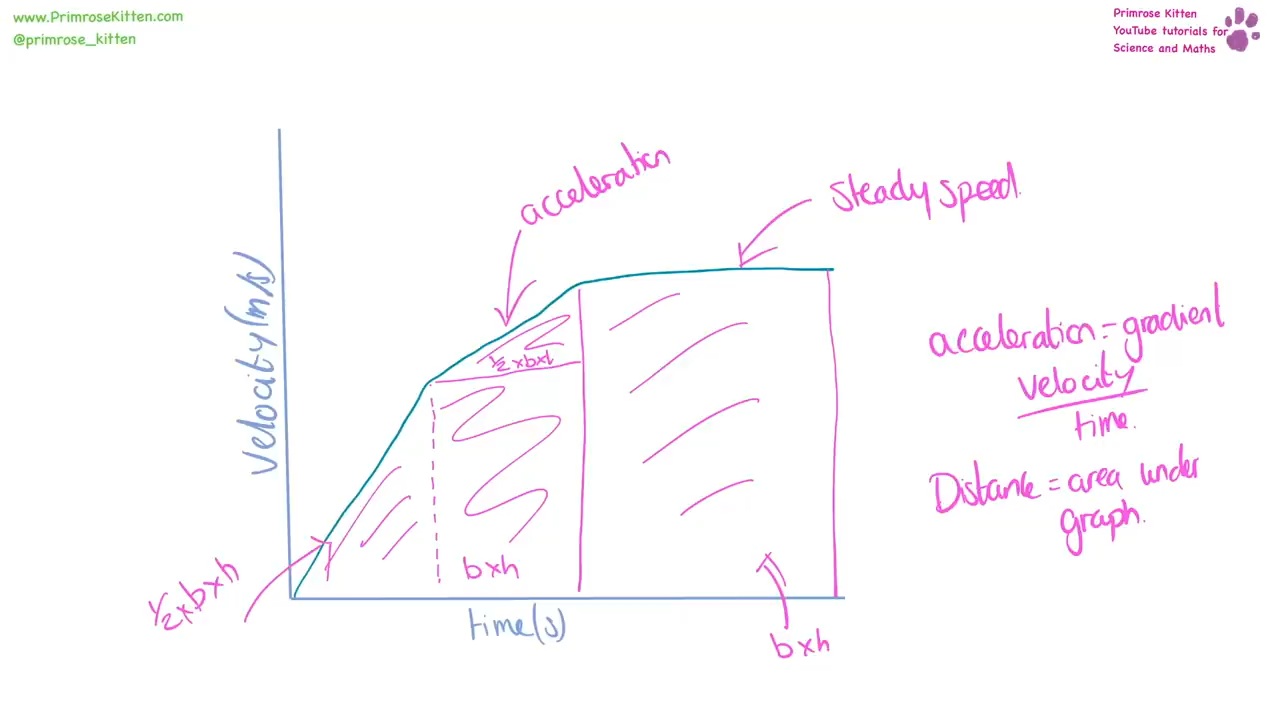 www.PrimroseKitten.com
@primrose_kitten
Primrose Kitten
YouTube tutorials for
Science and Maths
acceleration
steady speed.
velocity (m/s)
1/2 x b x h
b x h
1/2 x b x h
time (s)
b x h
acceleration = gradient
velocity
time.
Distance = area under
graph.